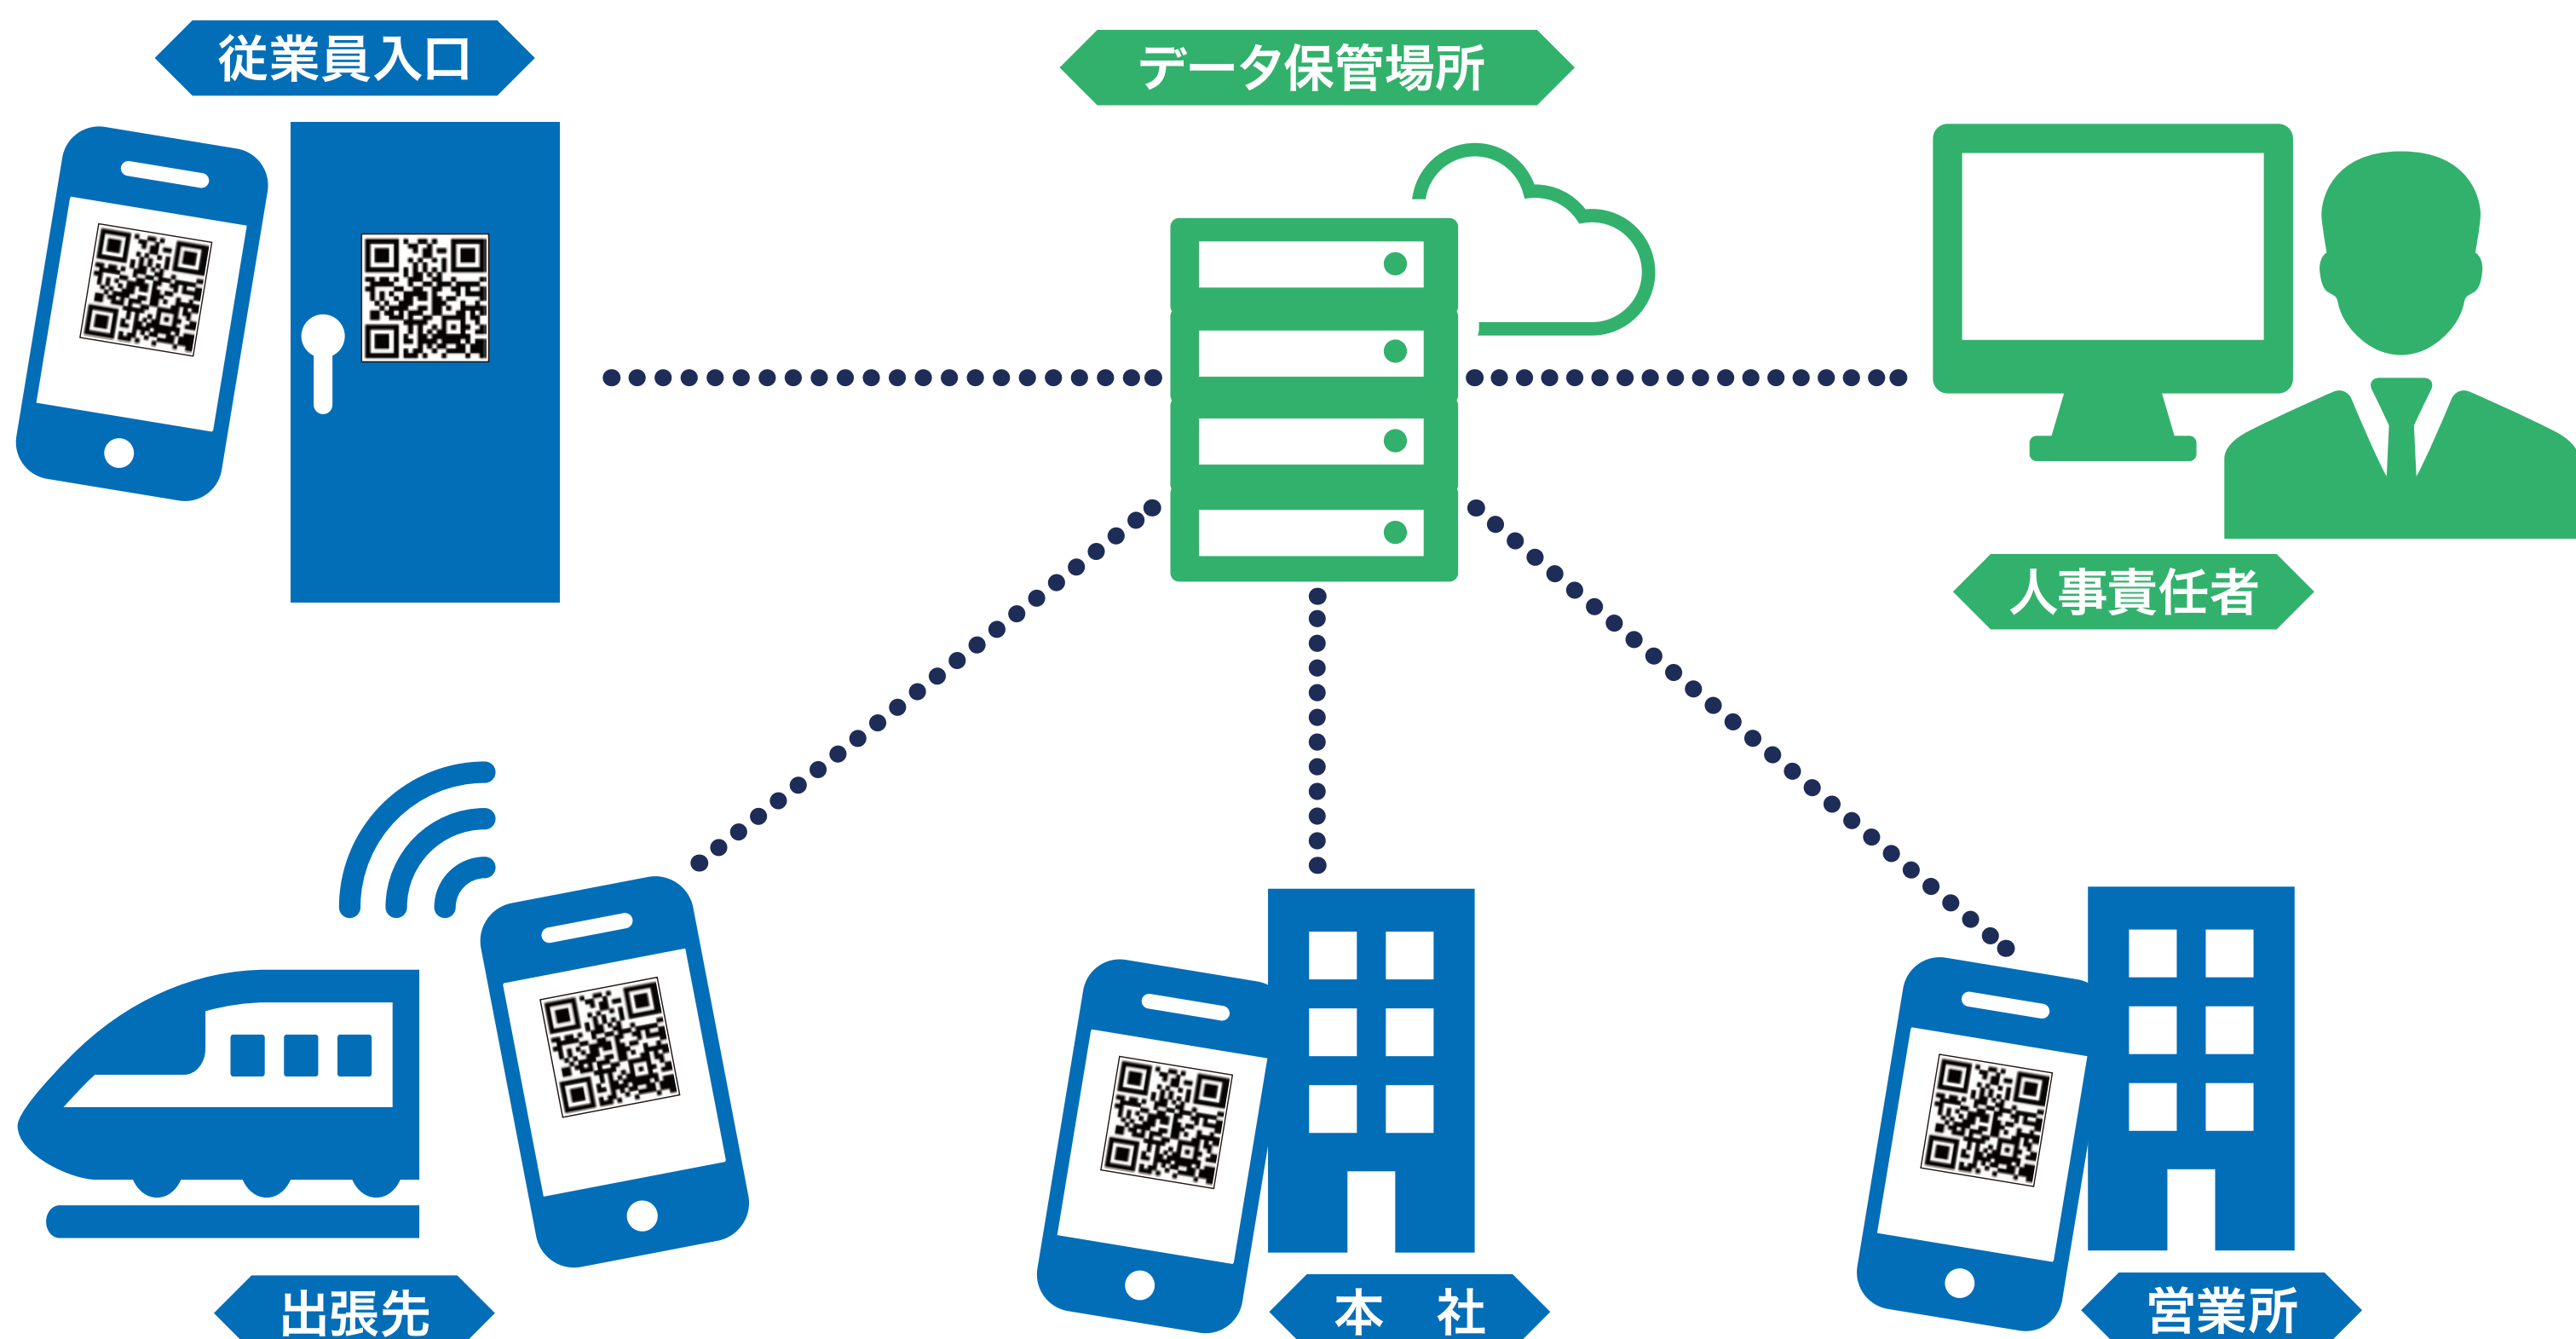 従業員入口
データ保管場所
人事責任者
出張先
本　社
営業所